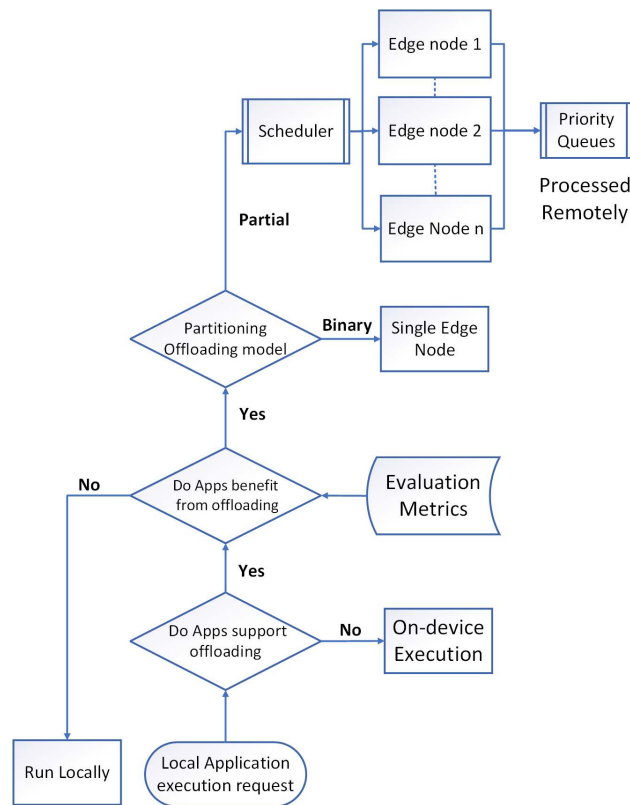 Edge node 1
Scheduler
Edge node 2
Priority
Queues
Edge Node n
Processed
Remotely
Partial
Partitioning
Offloading model
Binary
Single Edge
Node
Yes
No
Do Apps benefit
from offloading
Evaluation
Metrics
Yes
Do Apps support
offloading
No
On-device
Execution
Run Locally
Local Application
execution request